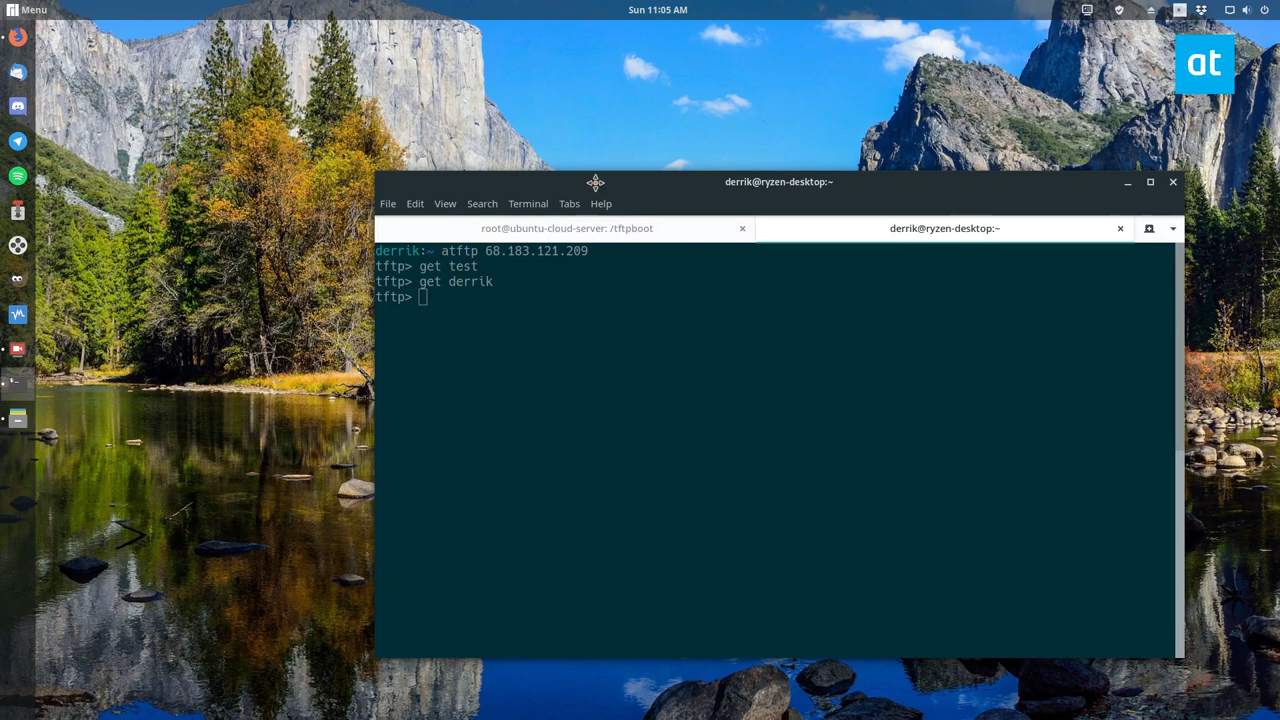 Menu
Sun 11:05 AM
at
derrik@ryzen-desktop:~
File Edit View Search Terminal Tabs Help
root@ubuntu-cloud-server: /tftpboot
derrik@ryzen-desktop:~
derrik:~ atftp 68.183.121.209
tftp> get test
tftp> get derrik
tftp>